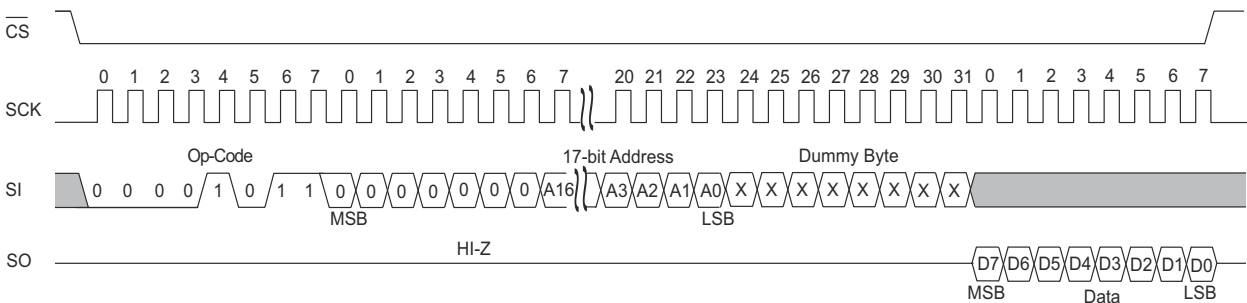 CS
0 1 2 3 4 5 6 7 0 1 2 3 4 5 6 7 20 21 22 23 24 25 26 27 28 29 30 31 0 1 2 3 4 5 6 7
SCK
Op-Code 17-bit Address Dummy Byte
SI 0 0 0 0 1 0 1 1 0 0 0 0 0 0 0 A16 A3 A2 A1 A0 X X X X X X X X
MSB LSB
HI-Z
SO D7 D6 D5 D4 D3 D2 D1 D0
MSB Data LSB